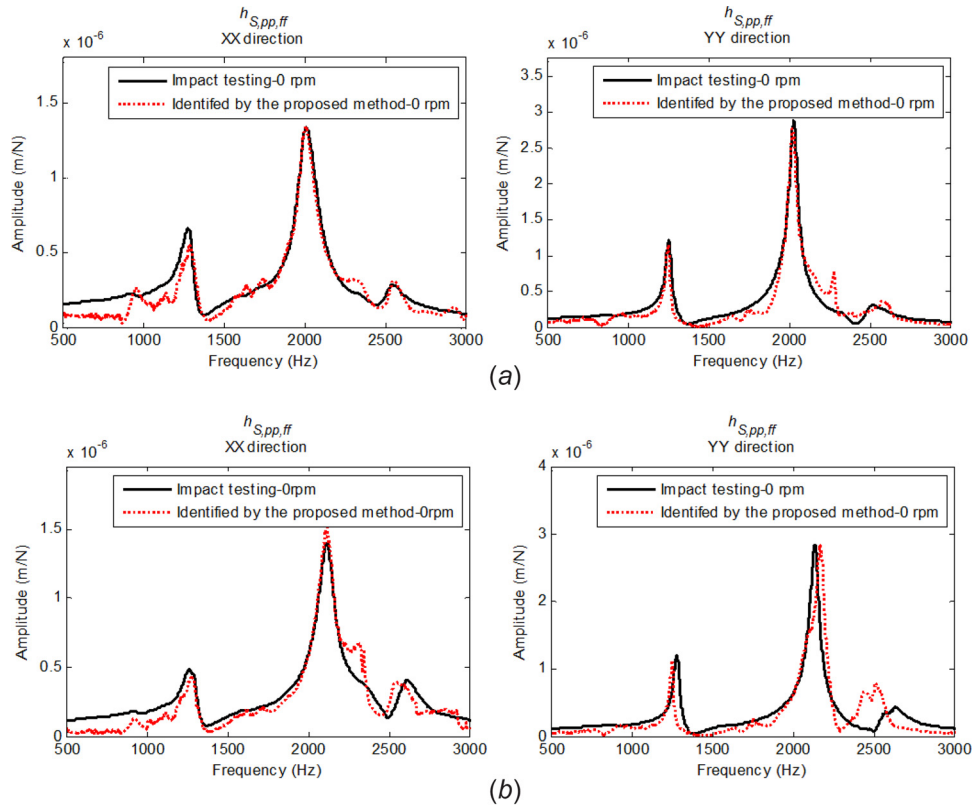 h_S,pp,ff
XX direction
x 10^-6
Impact testing-0 rpm
Identifed by the proposed method-0 rpm
1.5
1
0.5
0
Amplitude (m/N)
500 1000 1500 2000 2500 3000
Frequency (Hz)
h_S,pp,ff
YY direction
x 10^-6
Impact testing-0 rpm
Identifed by the proposed method-0 rpm
3.5
3
2.5
2
1.5
1
0.5
0
Amplitude (m/N)
500 1000 1500 2000 2500 3000
Frequency (Hz)
(a)
h_S,pp,ff
XX direction
x 10^-6
Impact testing-0rpm
Identified by the proposed method-0rpm
1.5
1
0.5
0
Amplitude (m/N)
500 1000 1500 2000 2500 3000
Frequency (Hz)
h_S,pp,ff
YY direction
x 10^-6
Impact testing-0 rpm
Identified by the proposed method-0 rpm
4
3
2
1
0
Amplitude (m/N)
500 1000 1500 2000 2500 3000
Frequency (Hz)
(b)